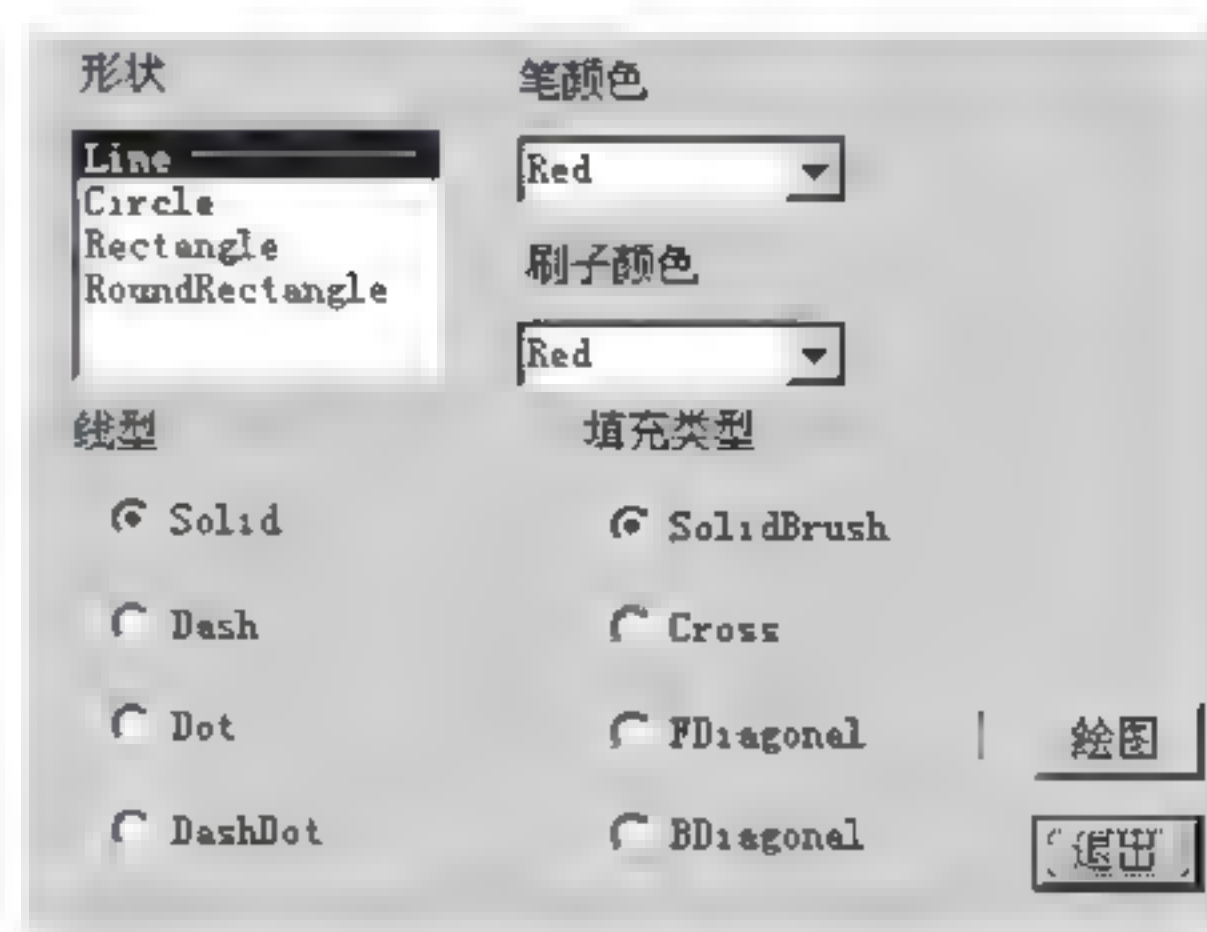 形状
Line
Circle
Rectangle
RoundRectangle
笔颜色
Red
刷子颜色
Red
线型
Solid
Dash
Dot
DashDot
填充类型
SolidBrush
Cross
FDiagonal
BDiagonal
绘图
退出